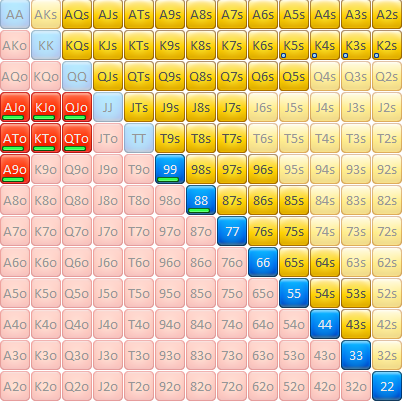 AA AKs AQs AJs ATs A9s A8s A7s A6s A5s A4s A3s A2s
AKo KK KQs KJs KTs K9s K8s K7s K6s K5s K4s K3s K2s
AQo KQo QQ QJs QTs Q9s Q8s Q7s Q6s Q5s Q4s Q3s Q2s
AJo KJo QJo JJ JTs J9s J8s J7s J6s J5s J4s J3s J2s
ATo KTo QTo JTo TT T9s T8s T7s T6s T5s T4s T3s T2s
A9o K9o Q9o J9o T9o 99 98s 97s 96s 95s 94s 93s 92s
A8o K8o Q8o J8o T8o 98o 88 87s 86s 85s 84s 83s 82s
A7o K7o Q7o J7o T7o 97o 87o 77 76s 75s 74s 73s 72s
A6o K6o Q6o J6o T6o 96o 86o 76o 66 65s 64s 63s 62s
A5o K5o Q5o J5o T5o 95o 85o 75o 65o 55 54s 53s 52s
A4o K4o Q4o J4o T4o 94o 84o 74o 64o 54o 44 43s 42s
A3o K3o Q3o J3o T3o 93o 83o 73o 63o 53o 43o 33 32s
A2o K2o Q2o J2o T2o 92o 82o 72o 62o 52o 42o 32o 22